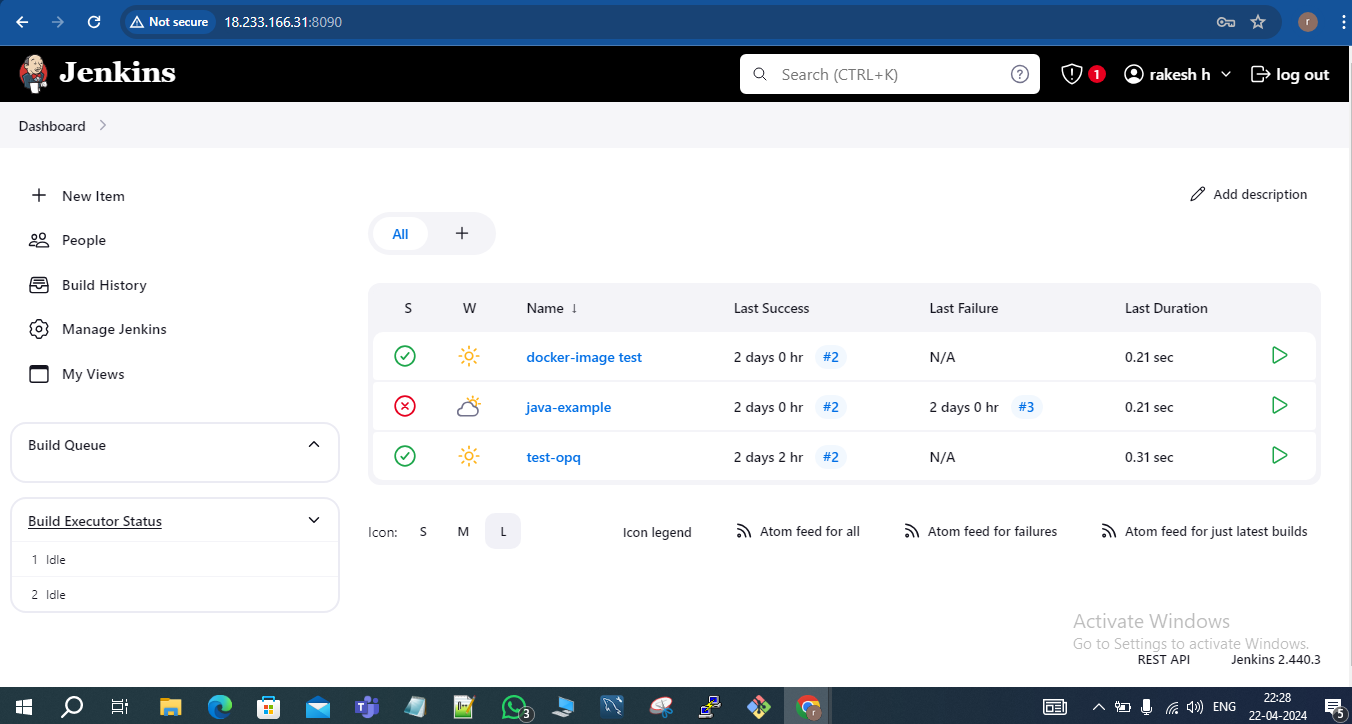 Not secure 18.233.166.31:8090 r
Jenkins Search (CTRL+K) ? 1 rakesh h log out
Dashboard
New Item
People
Build History
Manage Jenkins
My Views
Build Queue
Build Executor Status
1 Idle
2 Idle
Add description
All +
S W Name ↓ Last Success Last Failure Last Duration
docker-image test 2 days 0 hr #2 N/A 0.21 sec
java-example 2 days 0 hr #2 2 days 0 hr #3 0.21 sec
test-opq 2 days 2 hr #2 N/A 0.31 sec
Icon: S M L Icon legend Atom feed for all Atom feed for failures Atom feed for just latest builds
Activate Windows
Go to Settings to activate Windows.
REST API Jenkins 2.440.3
3 r ENG 22:28
22-04-2024 5